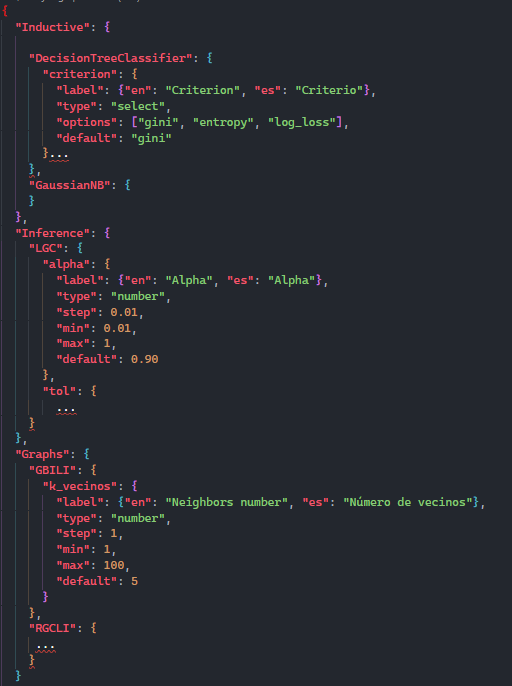 {
"Inductive": {
"DecisionTreeClassifier": {
"criterion": {
"label": {"en": "Criterion", "es": "Criterio"},
"type": "select",
"options": ["gini", "entropy", "log_loss"],
"default": "gini"
}...
},
"GaussianNB": {
}
},
"Inference": {
"LGC": {
"alpha": {
"label": {"en": "Alpha", "es": "Alpha"},
"type": "number",
"step": 0.01,
"min": 0.01,
"max": 1,
"default": 0.90
},
"tol": {
...
}
},
"Graphs": {
"GBILI": {
"k_vecinos": {
"label": {"en": "Neighbors number", "es": "Número de vecinos"},
"type": "number",
"step": 1,
"min": 1,
"max": 100,
"default": 5
}
},
"RGCLI": {
...
}
}